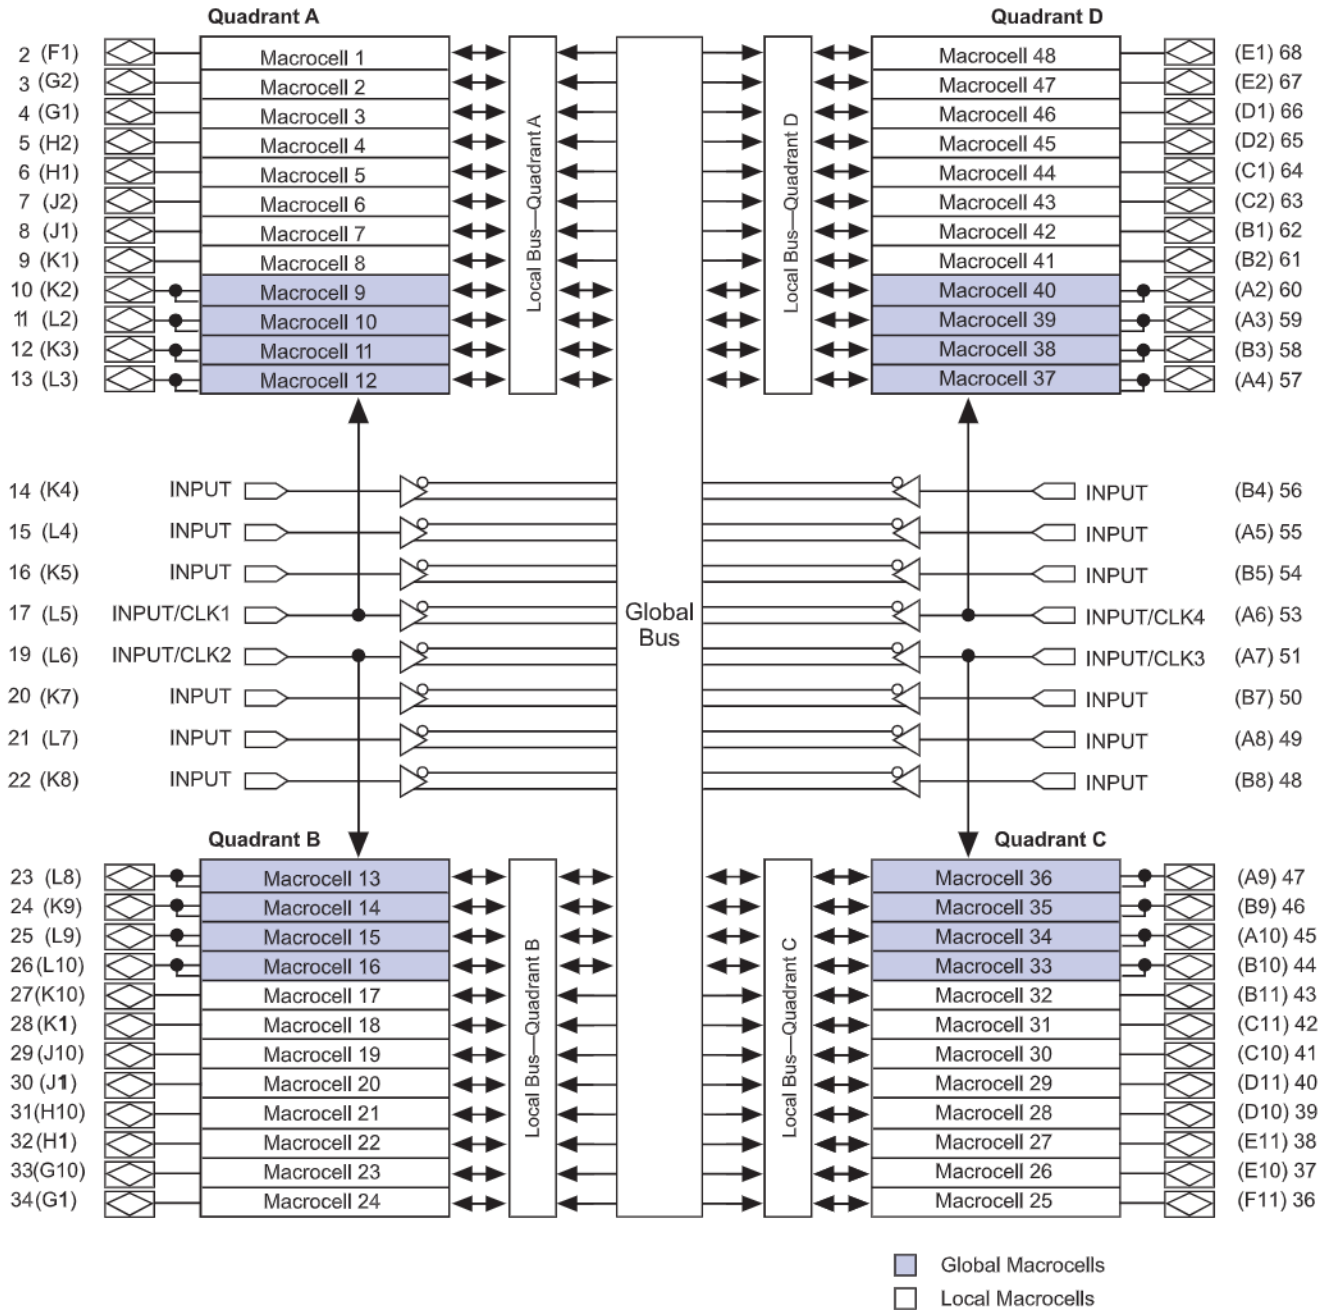 Quadrant A Quadrant D
2 (F1) Macrocell 1 Macrocell 48 (E1) 68
3 (G2) Macrocell 2 Macrocell 47 (E2) 67
4 (G1) Macrocell 3 Macrocell 46 (D1) 66
5 (H2) Macrocell 4 Macrocell 45 (D2) 65
6 (H1) Macrocell 5 Macrocell 44 (C1) 64
7 (J2) Macrocell 6 Macrocell 43 (C2) 63
8 (J1) Macrocell 7 Macrocell 42 (B1) 62
9 (K1) Macrocell 8 Macrocell 41 (B2) 61
10 (K2) Macrocell 9 Macrocell 40 (A2) 60
11 (L2) Macrocell 10 Macrocell 39 (A3) 59
12 (K3) Macrocell 11 Macrocell 38 (B3) 58
13 (L3) Macrocell 12 Macrocell 37 (A4) 57
Local Bus—Quadrant A
Local Bus—Quadrant D
14 (K4) INPUT INPUT (B4) 56
15 (L4) INPUT INPUT (A5) 55
16 (K5) INPUT INPUT (B5) 54
17 (L5) INPUT/CLK1 INPUT/CLK4 (A6) 53
Global
Bus
19 (L6) INPUT/CLK2 INPUT/CLK3 (A7) 51
20 (K7) INPUT INPUT (B7) 50
21 (L7) INPUT INPUT (A8) 49
22 (K8) INPUT INPUT (B8) 48
Quadrant B Quadrant C
23 (L8) Macrocell 13 Macrocell 36 (A9) 47
24 (K9) Macrocell 14 Macrocell 35 (B9) 46
25 (L9) Macrocell 15 Macrocell 34 (A10) 45
26(L10) Macrocell 16 Macrocell 33 (B10) 44
27(K10) Macrocell 17 Macrocell 32 (B11) 43
28(K1) Macrocell 18 Macrocell 31 (C11) 42
29(J10) Macrocell 19 Macrocell 30 (C10) 41
30(J1) Macrocell 20 Macrocell 29 (D11) 40
31(H10) Macrocell 21 Macrocell 28 (D10) 39
32(H1) Macrocell 22 Macrocell 27 (E11) 38
33(G10) Macrocell 23 Macrocell 26 (E10) 37
34(G1) Macrocell 24 Macrocell 25 (F11) 36
Local Bus—Quadrant B
Local Bus—Quadrant C
Global Macrocells
Local Macrocells